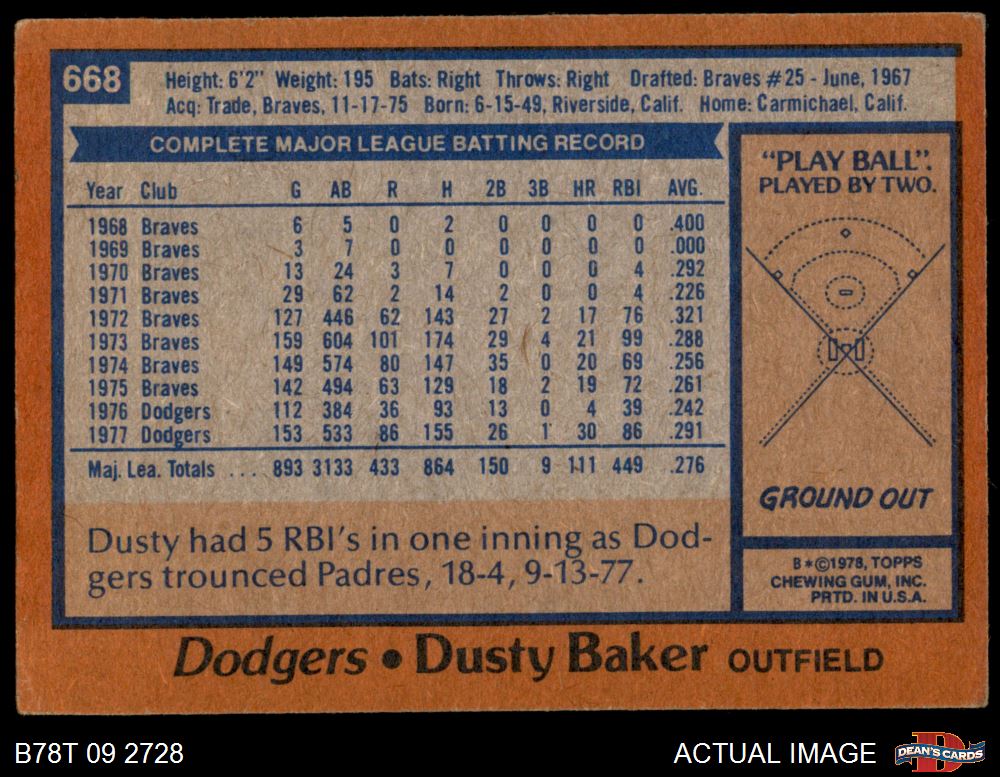 668
Height: 6'2" Weight: 195 Bats: Right Throws: Right Drafted: Braves #25 - June, 1967
Acq: Trade, Braves, 11-17-75 Born: 6-15-49, Riverside, Calif. Home: Carmichael, Calif.
COMPLETE MAJOR LEAGUE BATTING RECORD
Year Club G AB R H 2B 3B HR RBI AVG.
1968 Braves 6 5 0 2 0 0 0 0 .400
1969 Braves 3 7 0 0 0 0 0 0 .000
1970 Braves 13 24 3 7 0 0 0 4 .292
1971 Braves 29 62 2 14 2 0 0 4 .226
1972 Braves 127 446 62 143 27 2 17 76 .321
1973 Braves 159 604 101 174 29 4 21 99 .288
1974 Braves 149 574 80 147 35 0 20 69 .256
1975 Braves 142 494 63 129 18 2 19 72 .261
1976 Dodgers 112 384 36 93 13 0 4 39 .242
1977 Dodgers 153 533 86 155 26 1 30 86 .291
Maj. Lea. Totals .... 893 3133 433 864 150 9 111 449 .276
Dusty had 5 RBI's in one inning as Dod-
gers trounced Padres, 18-4, 9-13-77.
"PLAY BALL".
PLAYED BY TWO.
GROUND OUT
B*©1978, TOPPS
CHEWING GUM, INC.
PRTD. IN U.S.A.
Dodgers • Dusty Baker OUTFIELD
B78T 09 2728
ACTUAL IMAGE
D
DEAN'S CARDS